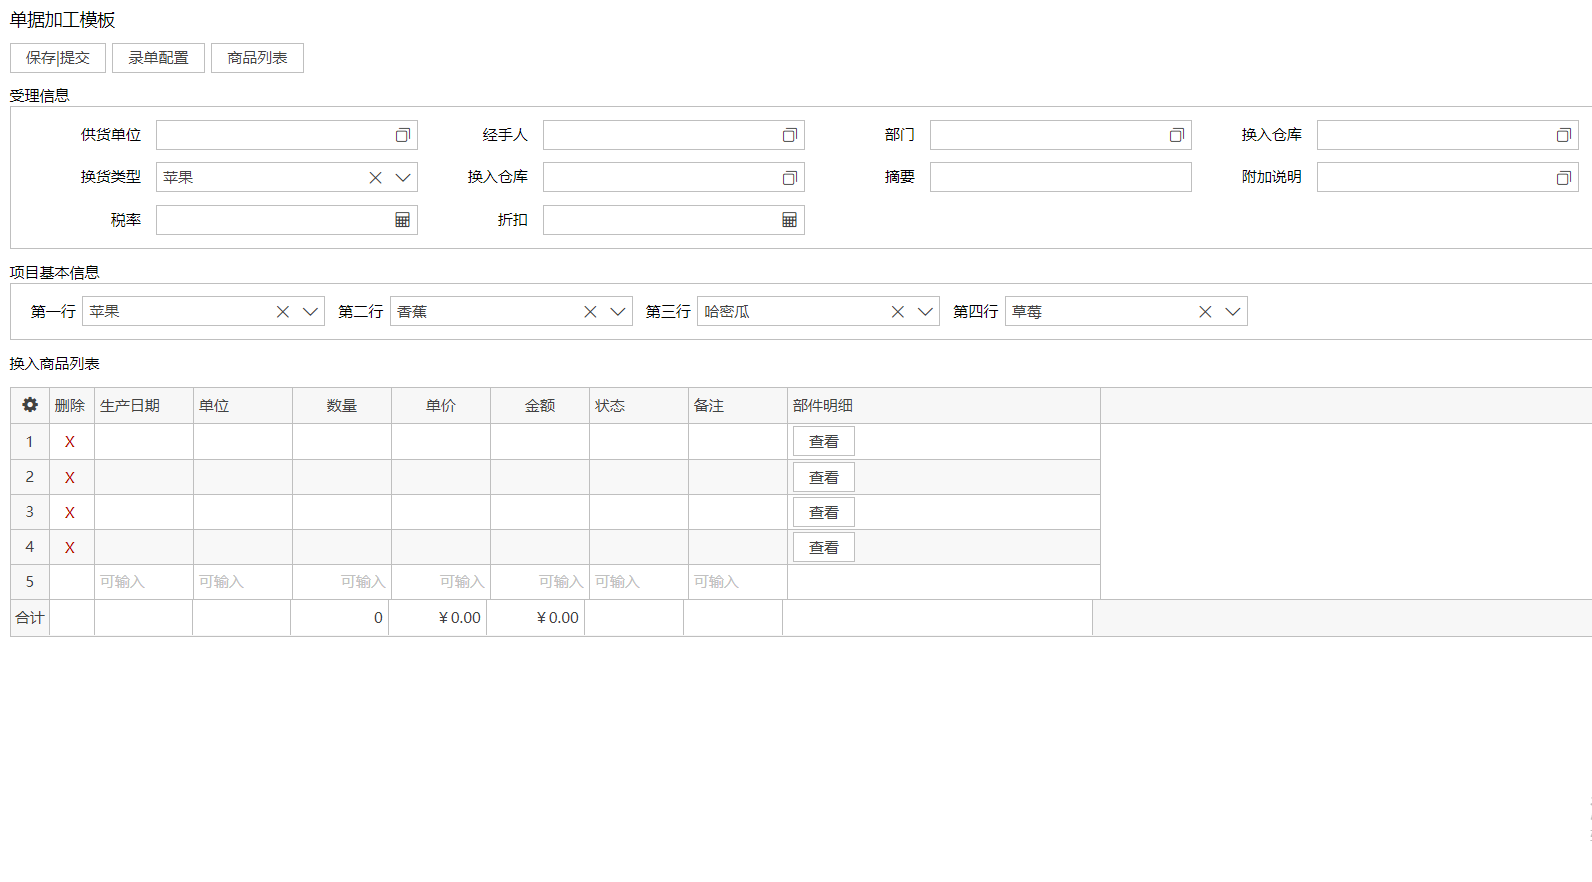 单据加工模板
保存|提交 录单配置 商品列表
受理信息
供货单位 经手人 部门 换入仓库
换货类型 苹果 换入仓库 摘要 附加说明
税率 折扣
项目基本信息
第一行 苹果 第二行 香蕉 第三行 哈密瓜 第四行 草莓
换入商品列表
删除 生产日期 单位 数量 单价 金额 状态 备注 部件明细
1 X 查看
2 X 查看
3 X 查看
4 X 查看
5 可输入 可输入 可输入 可输入 可输入 可输入 可输入
合计 0 ¥0.00 ¥0.00